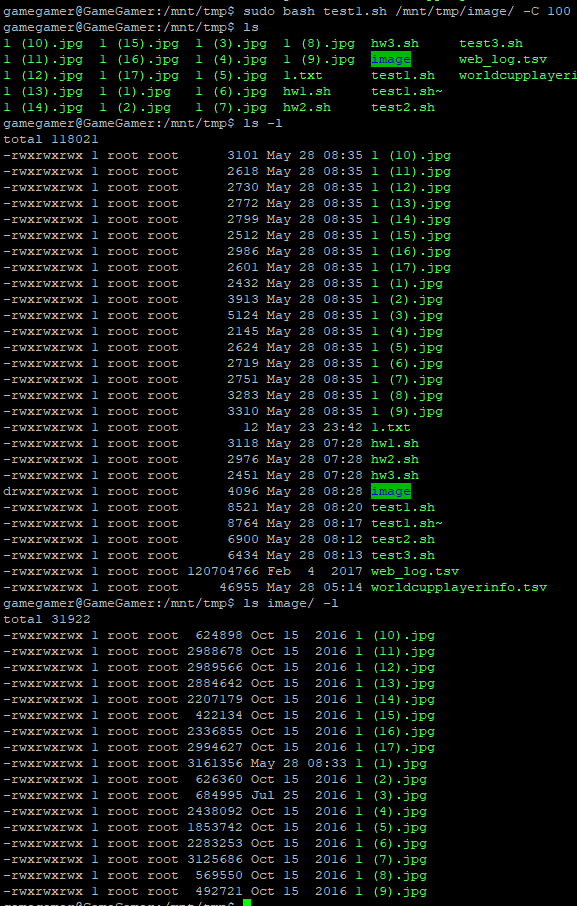 gamegamer@GameGamer:/mnt/tmp$ sudo bash test1.sh /mnt/tmp/image/ -C 100
gamegamer@GameGamer:/mnt/tmp$ ls
1 (10).jpg  1 (15).jpg  1 (3).jpg  1 (8).jpg  hw3.sh     test3.sh
1 (11).jpg  1 (16).jpg  1 (4).jpg  1 (9).jpg  image      web_log.tsv
1 (12).jpg  1 (17).jpg  1 (5).jpg  1.txt      test1.sh   worldcupplayeri
1 (13).jpg  1 (1).jpg   1 (6).jpg  hw1.sh     test1.sh~
1 (14).jpg  1 (2).jpg   1 (7).jpg  hw2.sh     test2.sh
gamegamer@GameGamer:/mnt/tmp$ ls -l
total 118021
-rwxrwxrwx 1 root root      3101 May 28 08:35 1 (10).jpg
-rwxrwxrwx 1 root root      2618 May 28 08:35 1 (11).jpg
-rwxrwxrwx 1 root root      2730 May 28 08:35 1 (12).jpg
-rwxrwxrwx 1 root root      2772 May 28 08:35 1 (13).jpg
-rwxrwxrwx 1 root root      2799 May 28 08:35 1 (14).jpg
-rwxrwxrwx 1 root root      2512 May 28 08:35 1 (15).jpg
-rwxrwxrwx 1 root root      2986 May 28 08:35 1 (16).jpg
-rwxrwxrwx 1 root root      2601 May 28 08:35 1 (17).jpg
-rwxrwxrwx 1 root root      2432 May 28 08:35 1 (1).jpg
-rwxrwxrwx 1 root root      3913 May 28 08:35 1 (2).jpg
-rwxrwxrwx 1 root root      5124 May 28 08:35 1 (3).jpg
-rwxrwxrwx 1 root root      2145 May 28 08:35 1 (4).jpg
-rwxrwxrwx 1 root root      2624 May 28 08:35 1 (5).jpg
-rwxrwxrwx 1 root root      2719 May 28 08:35 1 (6).jpg
-rwxrwxrwx 1 root root      2751 May 28 08:35 1 (7).jpg
-rwxrwxrwx 1 root root      3283 May 28 08:35 1 (8).jpg
-rwxrwxrwx 1 root root      3310 May 28 08:35 1 (9).jpg
-rwxrwxrwx 1 root root        12 May 23 23:42 1.txt
-rwxrwxrwx 1 root root      3118 May 28 07:28 hw1.sh
-rwxrwxrwx 1 root root      2976 May 28 07:28 hw2.sh
-rwxrwxrwx 1 root root      2451 May 28 07:28 hw3.sh
drwxrwxrwx 1 root root      4096 May 28 08:28 image
-rwxrwxrwx 1 root root      8521 May 28 08:20 test1.sh
-rwxrwxrwx 1 root root      8764 May 28 08:17 test1.sh~
-rwxrwxrwx 1 root root      6900 May 28 08:12 test2.sh
-rwxrwxrwx 1 root root      6434 May 28 08:13 test3.sh
-rwxrwxrwx 1 root root 120704766 Feb  4  2017 web_log.tsv
-rwxrwxrwx 1 root root     46955 May 28 05:14 worldcupplayerinfo.tsv
gamegamer@GameGamer:/mnt/tmp$ ls image/ -l
total 31922
-rwxrwxrwx 1 root root  624898 Oct 15  2016 1 (10).jpg
-rwxrwxrwx 1 root root 2988678 Oct 15  2016 1 (11).jpg
-rwxrwxrwx 1 root root 2989566 Oct 15  2016 1 (12).jpg
-rwxrwxrwx 1 root root 2884642 Oct 15  2016 1 (13).jpg
-rwxrwxrwx 1 root root 2207179 Oct 15  2016 1 (14).jpg
-rwxrwxrwx 1 root root  422134 Oct 15  2016 1 (15).jpg
-rwxrwxrwx 1 root root 2336855 Oct 15  2016 1 (16).jpg
-rwxrwxrwx 1 root root 2994627 Oct 15  2016 1 (17).jpg
-rwxrwxrwx 1 root root 3161356 May 28 08:33 1 (1).jpg
-rwxrwxrwx 1 root root  626360 Oct 15  2016 1 (2).jpg
-rwxrwxrwx 1 root root  684995 Jul 25  2016 1 (3).jpg
-rwxrwxrwx 1 root root 2438092 Oct 15  2016 1 (4).jpg
-rwxrwxrwx 1 root root 1853742 Oct 15  2016 1 (5).jpg
-rwxrwxrwx 1 root root 2283253 Oct 15  2016 1 (6).jpg
-rwxrwxrwx 1 root root 3125686 Oct 15  2016 1 (7).jpg
-rwxrwxrwx 1 root root  569550 Oct 15  2016 1 (8).jpg
-rwxrwxrwx 1 root root  492721 Oct 15  2016 1 (9).jpg
gamegamer@GameGamer:/mnt/tmp$